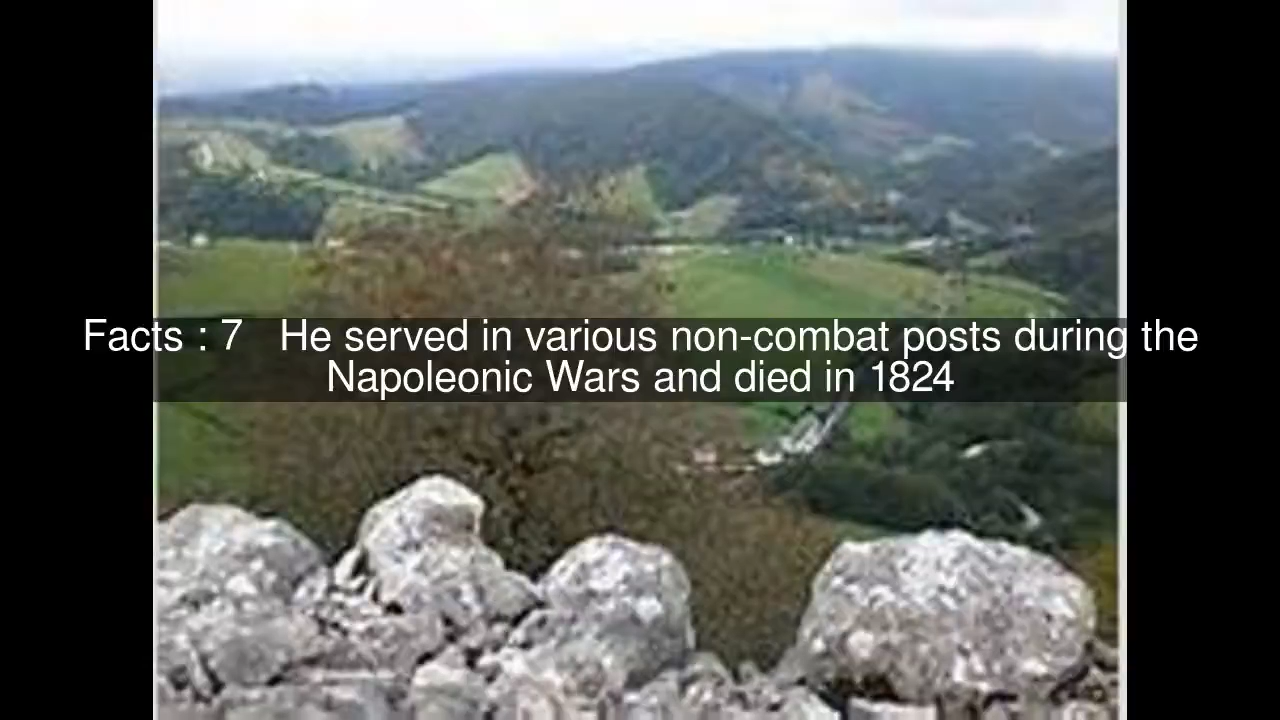 Facts : 7   He served in various non-combat posts during the
Napoleonic Wars and died in 1824